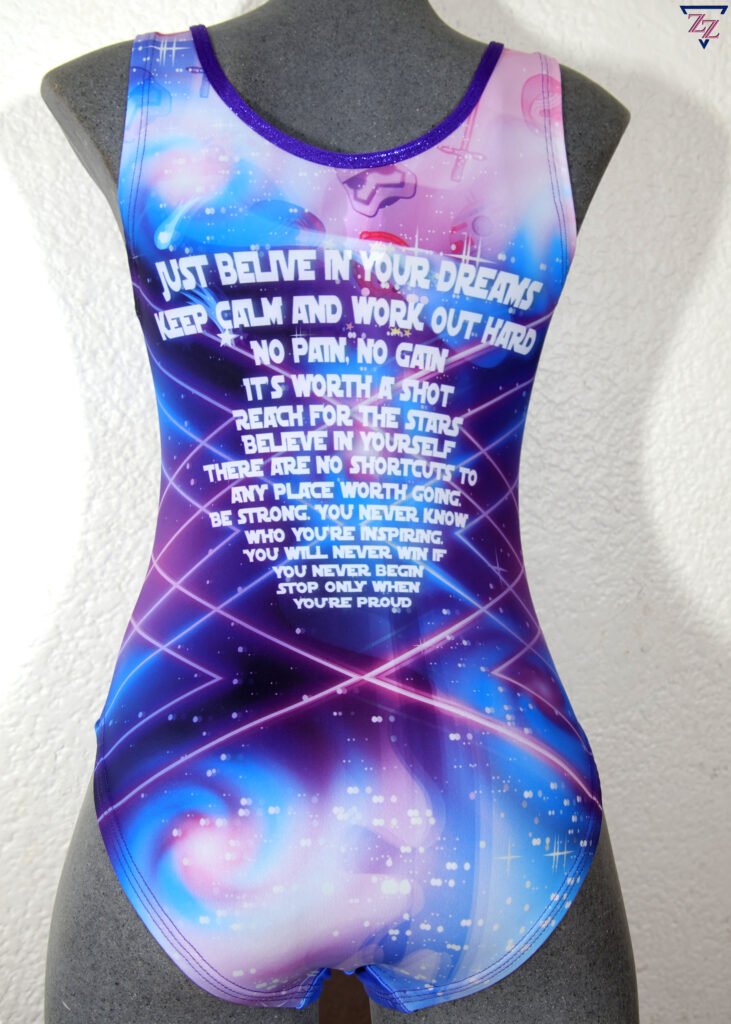 ZZ
JUST BELIVE IN YOUR DREAMS
KEEP CALM AND WORK OUT HARD
NO PAIN, NO GAIN
IT'S WORTH A SHOT
REACH FOR THE STARS
BELIEVE IN YOURSELF
THERE ARE NO SHORTCUTS TO
ANY PLACE WORTH GOING.
BE STRONG. YOU NEVER KNOW
WHO YOU'RE INSPIRING.
YOU WILL NEVER WIN IF
YOU NEVER BEGIN
STOP ONLY WHEN
YOU'RE PROUD